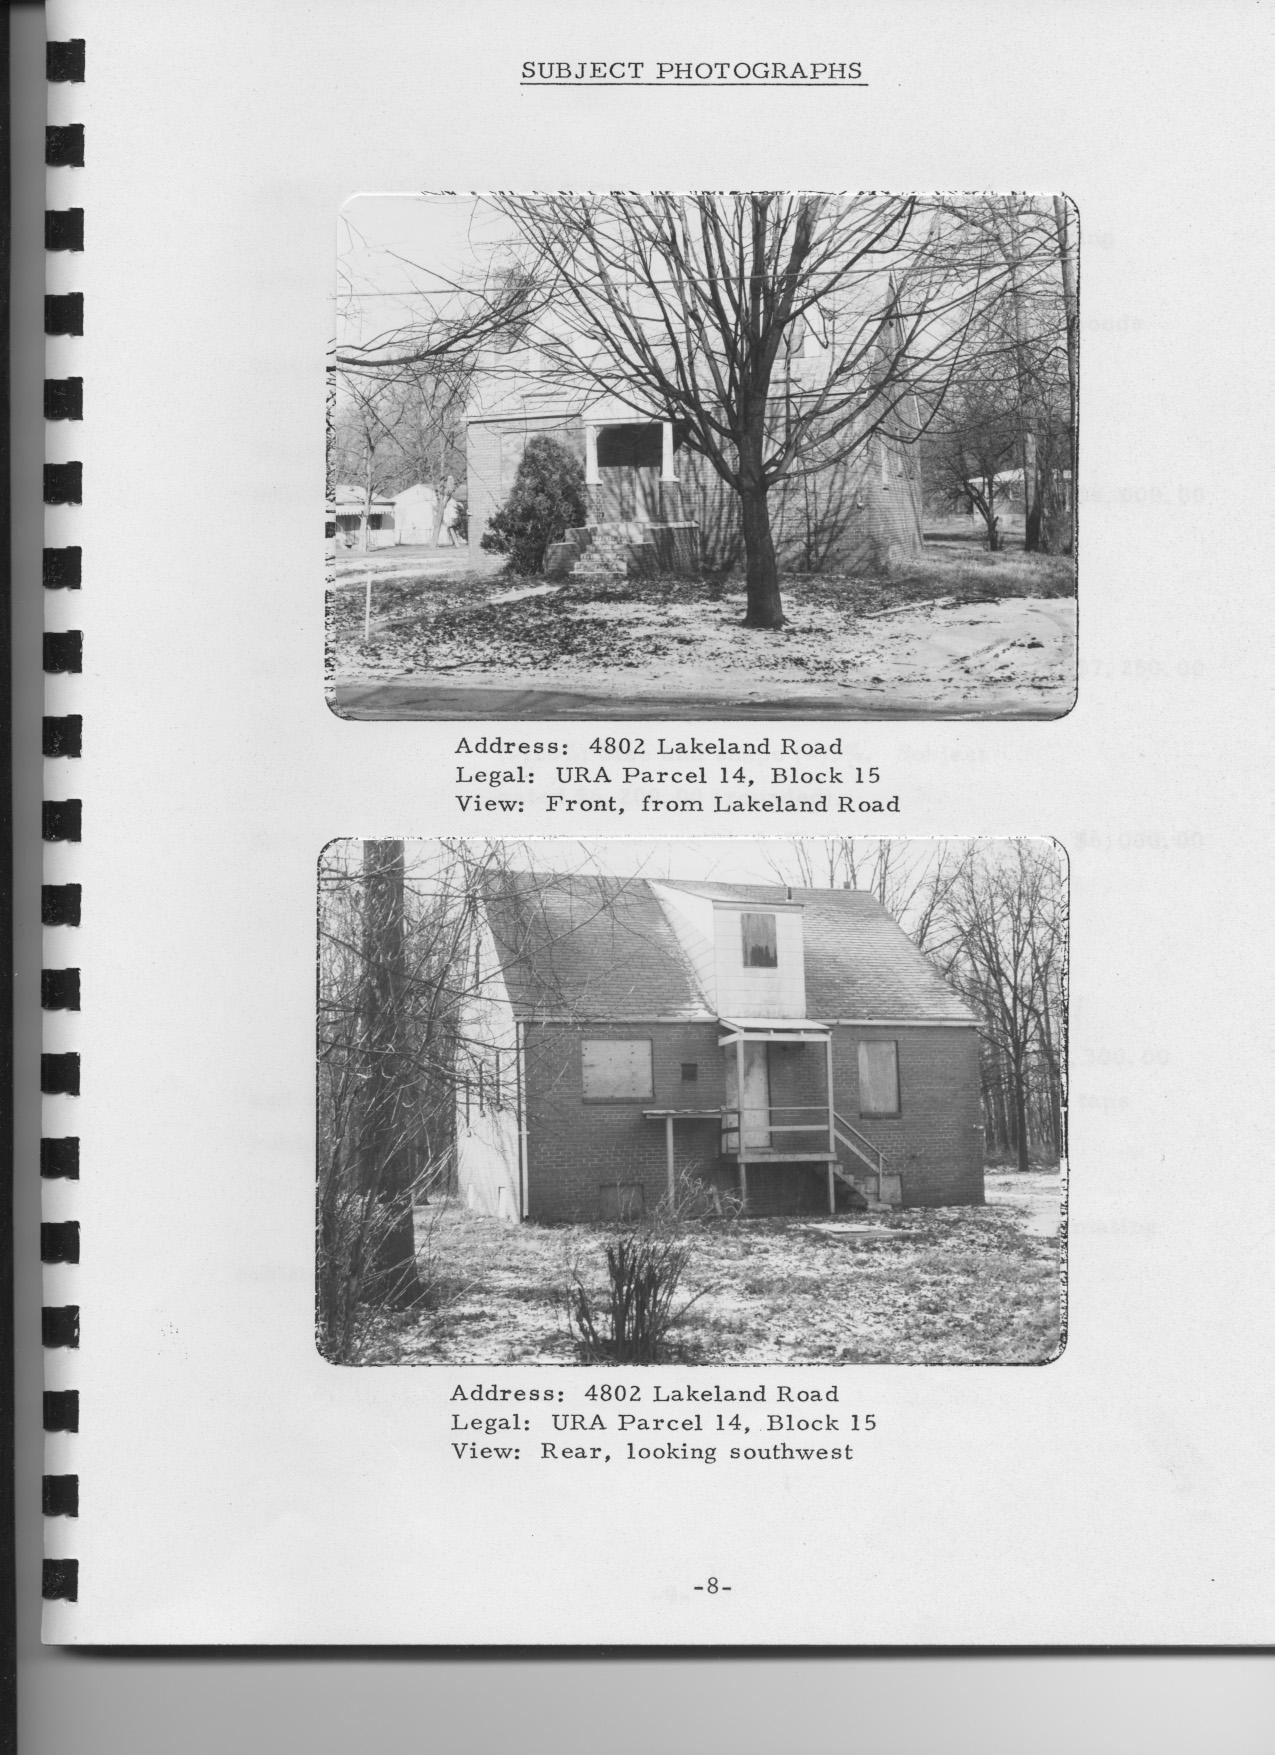 SUBJECT PHOTOGRAPHS
Address: 4802 Lakeland Road
Legal: URA Parcel 14, Block 15
View: Front, from Lakeland Road
Address: 4802 Lakeland Road
Legal: URA Parcel 14, Block 15
View: Rear, looking southwest
-8-